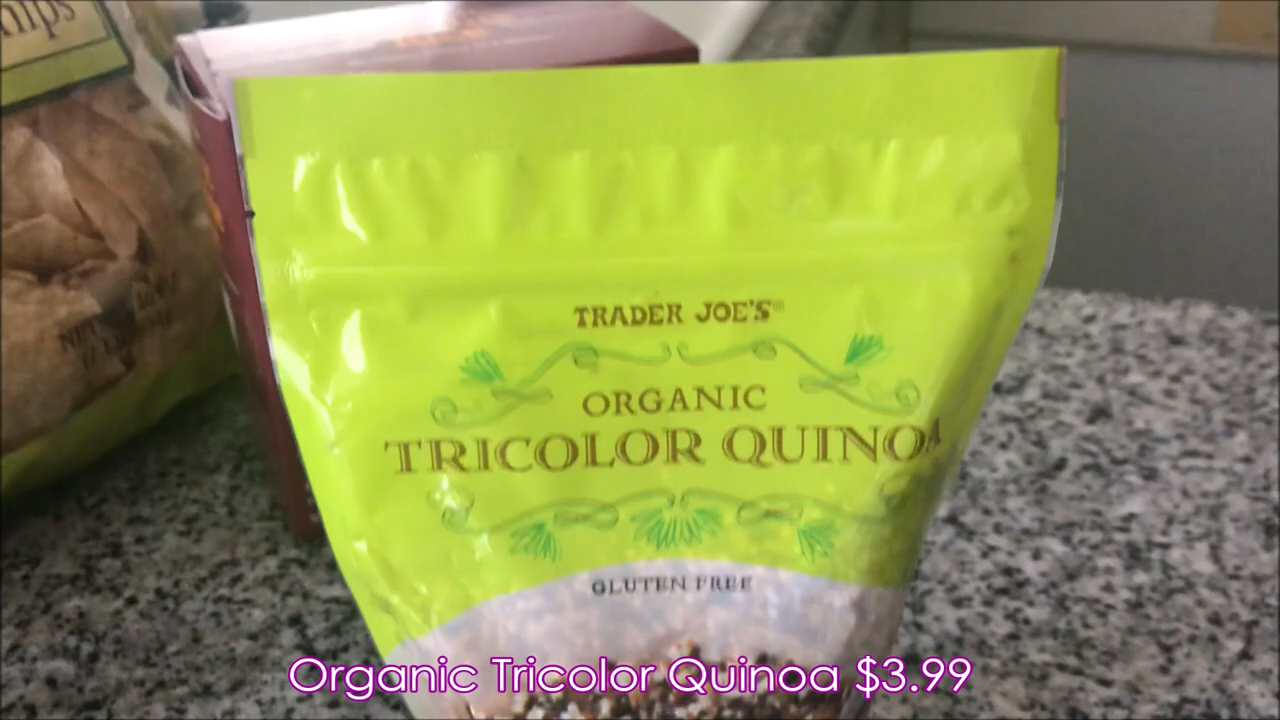 TRADER JOE'S®
ORGANIC
TRICOLOR QUINOA
GLUTEN FREE
Organic Tricolor Quinoa $3.99